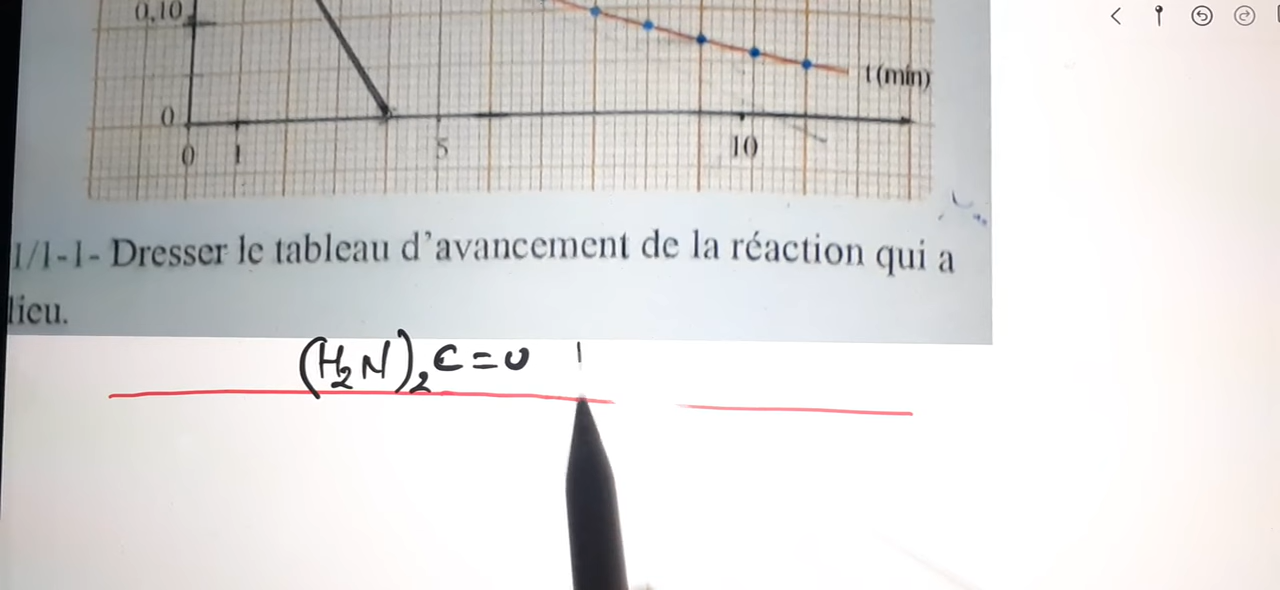 0,10
t(min)
0
0 1 5 10
1/1-1- Dresser le tableau d'avancement de la réaction qui a
lieu.
(H₂N)₂C=O